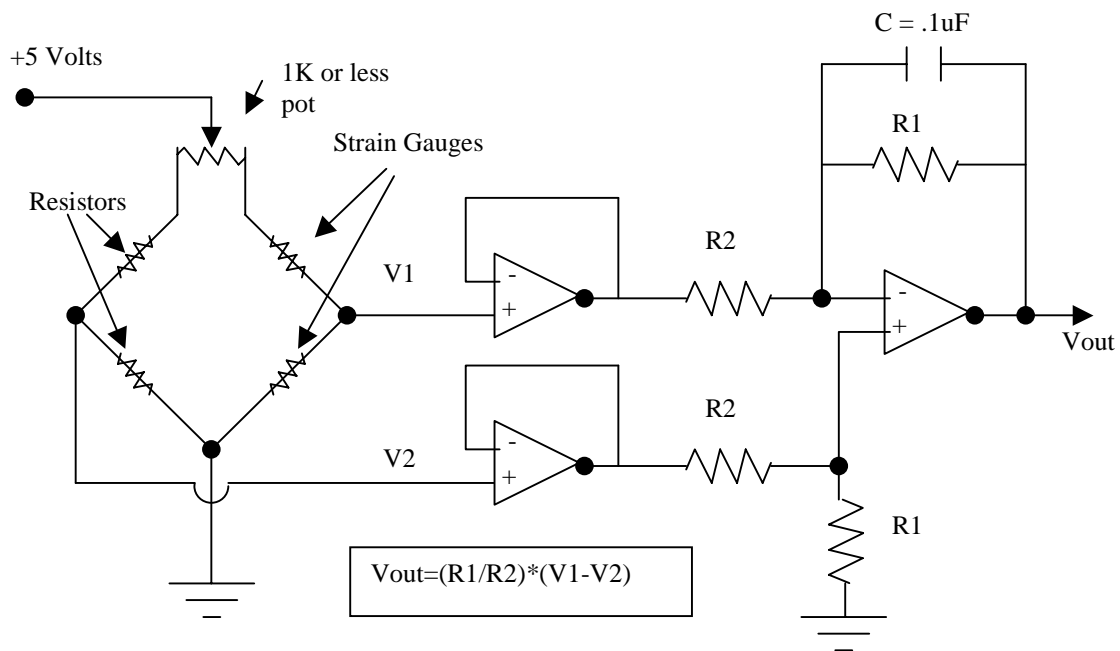 C = .1uF
+5 Volts
1K or less
pot
R1
Strain Gauges
Resistors
R2
V1
-
+
-
+
Vout
R2
V2
-
+
R1
Vout=(R1/R2)*(V1-V2)